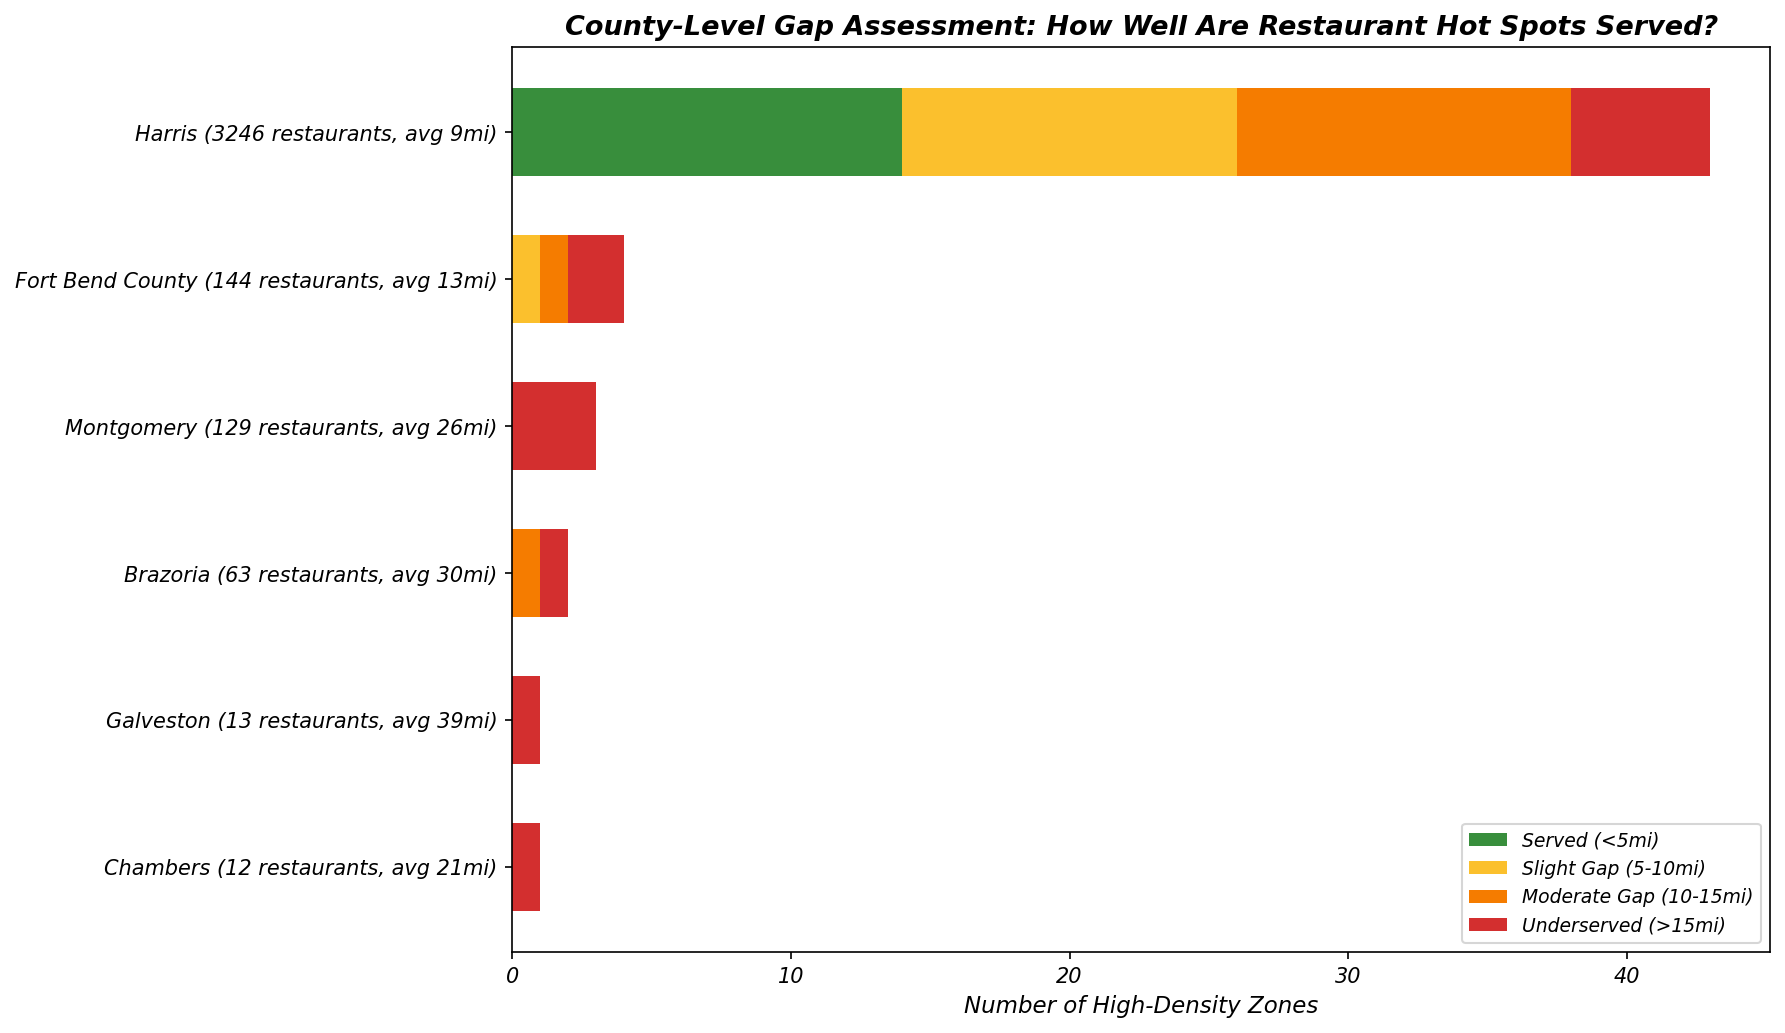 County-Level Gap Assessment: How Well Are Restaurant Hot Spots Served?
Harris (3246 restaurants, avg 9mi)
Fort Bend County (144 restaurants, avg 13mi)
Montgomery (129 restaurants, avg 26mi)
Brazoria (63 restaurants, avg 30mi)
Galveston (13 restaurants, avg 39mi)
Chambers (12 restaurants, avg 21mi)
Served (<5mi)
Slight Gap (5-10mi)
Moderate Gap (10-15mi)
Underserved (>15mi)
0 10 20 30 40
Number of High-Density Zones